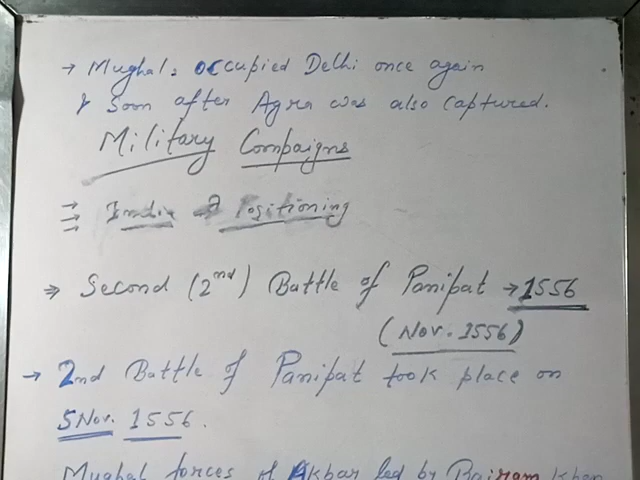 → Mughals occupied Delhi once again
& Soon after Agra was also captured.
Military Compaigns
⇒ India → Positioning
⇒ Second (2nd) Battle of Panipat → 1556
(Nov. 1556)
→ 2nd Battle of Panipat took place on
5 Nov. 1556.
Mughal forces of Akbar led by Bairam Khan